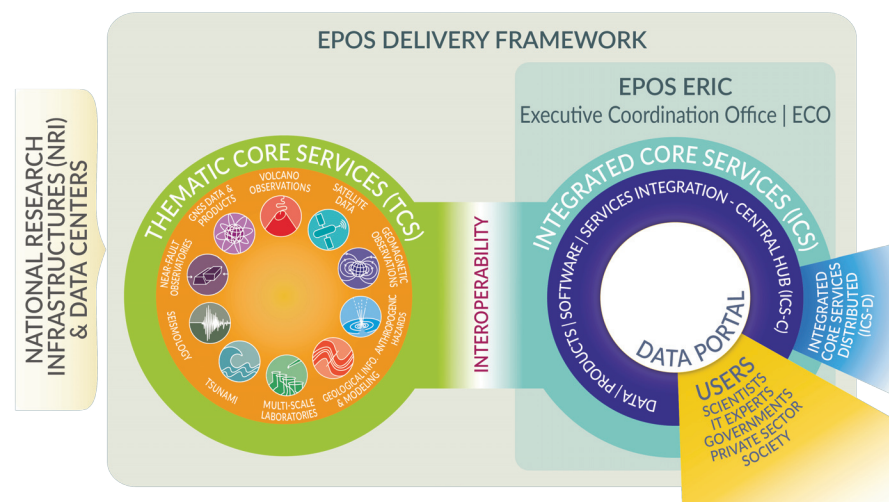 EPOS DELIVERY FRAMEWORK
EPOS ERIC
Executive Coordination Office | ECO
NATIONAL RESEARCH
INFRASTRUCTURES (NRI)
& DATA CENTERS
THEMATIC CORE SERVICES (TCS)
VOLCANO
OBSERVATIONS
SATELLITE
DATA
GEOMAGNETIC
OBSERVATIONS
ANTHROPOGENIC
HAZARDS
GEOLOGICAL INFO.
& MODELING
MULTI-SCALE
LABORATORIES
TSUNAMI
SEISMOLOGY
NEAR-FAULT
OBSERVATORIES
GNSS DATA &
PRODUCTS
INTEROPERABILITY
INTEGRATED CORE SERVICES (ICS)
DATA | PRODUCTS | SOFTWARE | SERVICES INTEGRATION - CENTRAL HUB (ICS-C)
DATA PORTAL
INTEGRATED
CORE SERVICES
DISTRIBUTED
(ICS-D)
USERS
SCIENTISTS
IT EXPERTS
GOVERNMENTS
PRIVATE SECTOR
SOCIETY